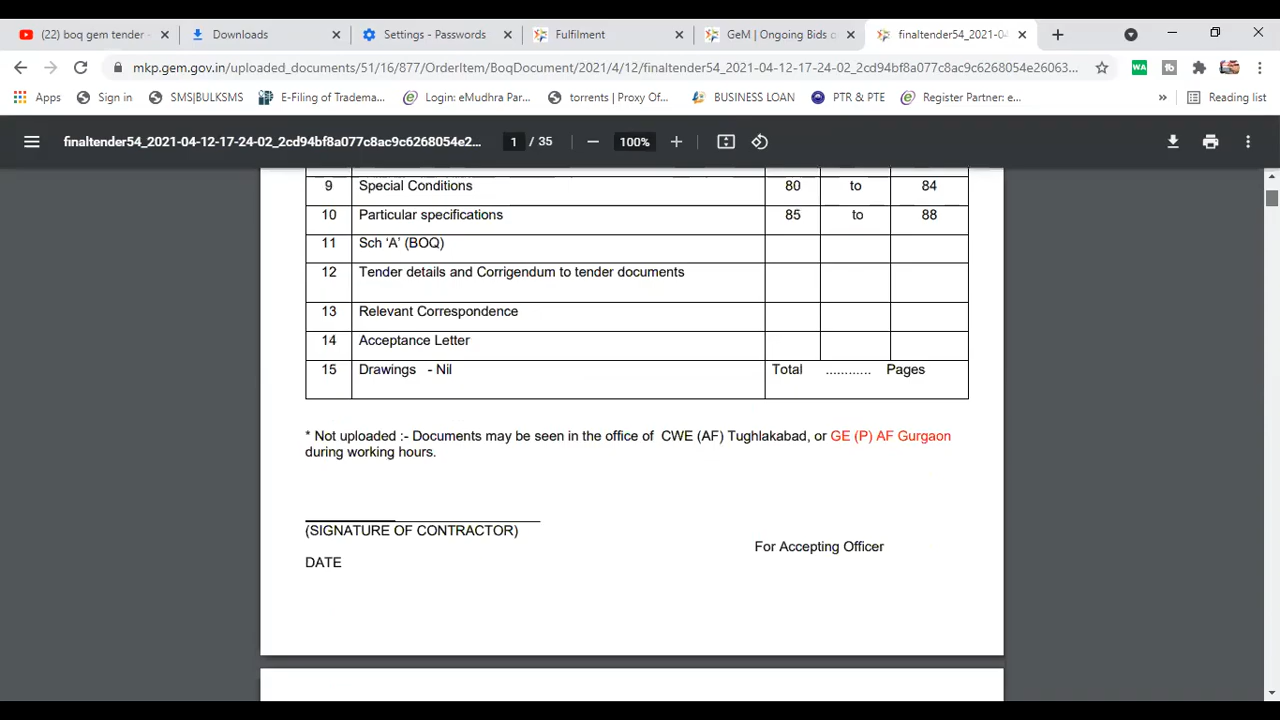 (22) boq gem tender -
Downloads
Settings - Passwords
Fulfilment
GeM | Ongoing Bids
finaltender54_2021-04-
mkp.gem.gov.in/uploaded_documents/51/16/877/OrderItem/BoqDocument/2021/4/12/finaltender54_2021-04-12-17-24-02_2cd94bf8a077c8ac9c6268054e26063...
WA
Apps
Sign in
SMS|BULKSMS
E-Filing of Tradema...
Login: eMudhra Par...
torrents | Proxy Of...
BUSINESS LOAN
PTR & PTE
Register Partner: e...
»
Reading list
finaltender54_2021-04-12-17-24-02_2cd94bf8a077c8ac9c6268054e2...
1 / 35
100%
9 Special Conditions 80 to 84
10 Particular specifications 85 to 88
11 Sch ‘A’ (BOQ)
12 Tender details and Corrigendum to tender documents
13 Relevant Correspondence
14 Acceptance Letter
15 Drawings - Nil Total ............ Pages
* Not uploaded :- Documents may be seen in the office of CWE (AF) Tughlakabad, or GE (P) AF Gurgaon
during working hours.
(SIGNATURE OF CONTRACTOR)
For Accepting Officer
DATE